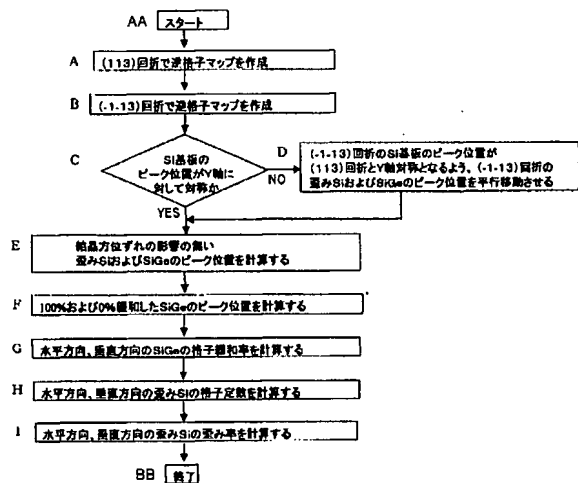 AA スタート
A (113)回折で逆格子マップを作成
B (-1-13)回折で逆格子マップを作成
C
Si基板の
ピーク位置がY軸に
対して対称か
D
NO
(-1-13)回折のSi基板のピーク位置が
(113)回折とY軸対称となるよう、(-1-13)回折の
歪みSiおよびSiGeのピーク位置を平行移動させる
YES
E
結晶方位ずれの影響の無い
歪みSiおよびSiGeのピーク位置を計算する
F 100%および0%緩和したSiGeのピーク位置を計算する
G 水平方向、垂直方向のSiGeの格子緩和率を計算する
H 水平方向、垂直方向の歪みSiの格子定数を計算する
I 水平方向、垂直方向の歪みSiの歪み率を計算する
BB 終了